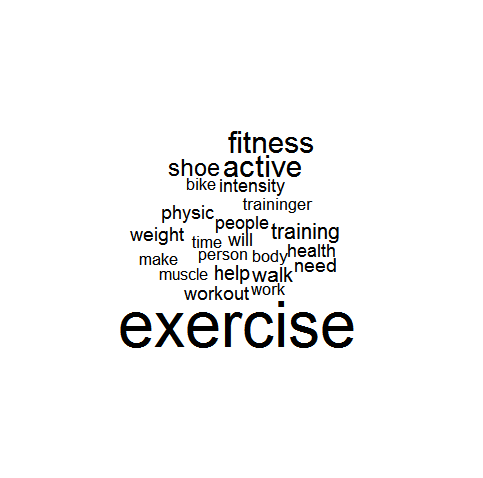 fitness
shoe active
bike intensity
traininger
physic people
weight time will training
make person body health
muscle help walk need
workout work
exercise